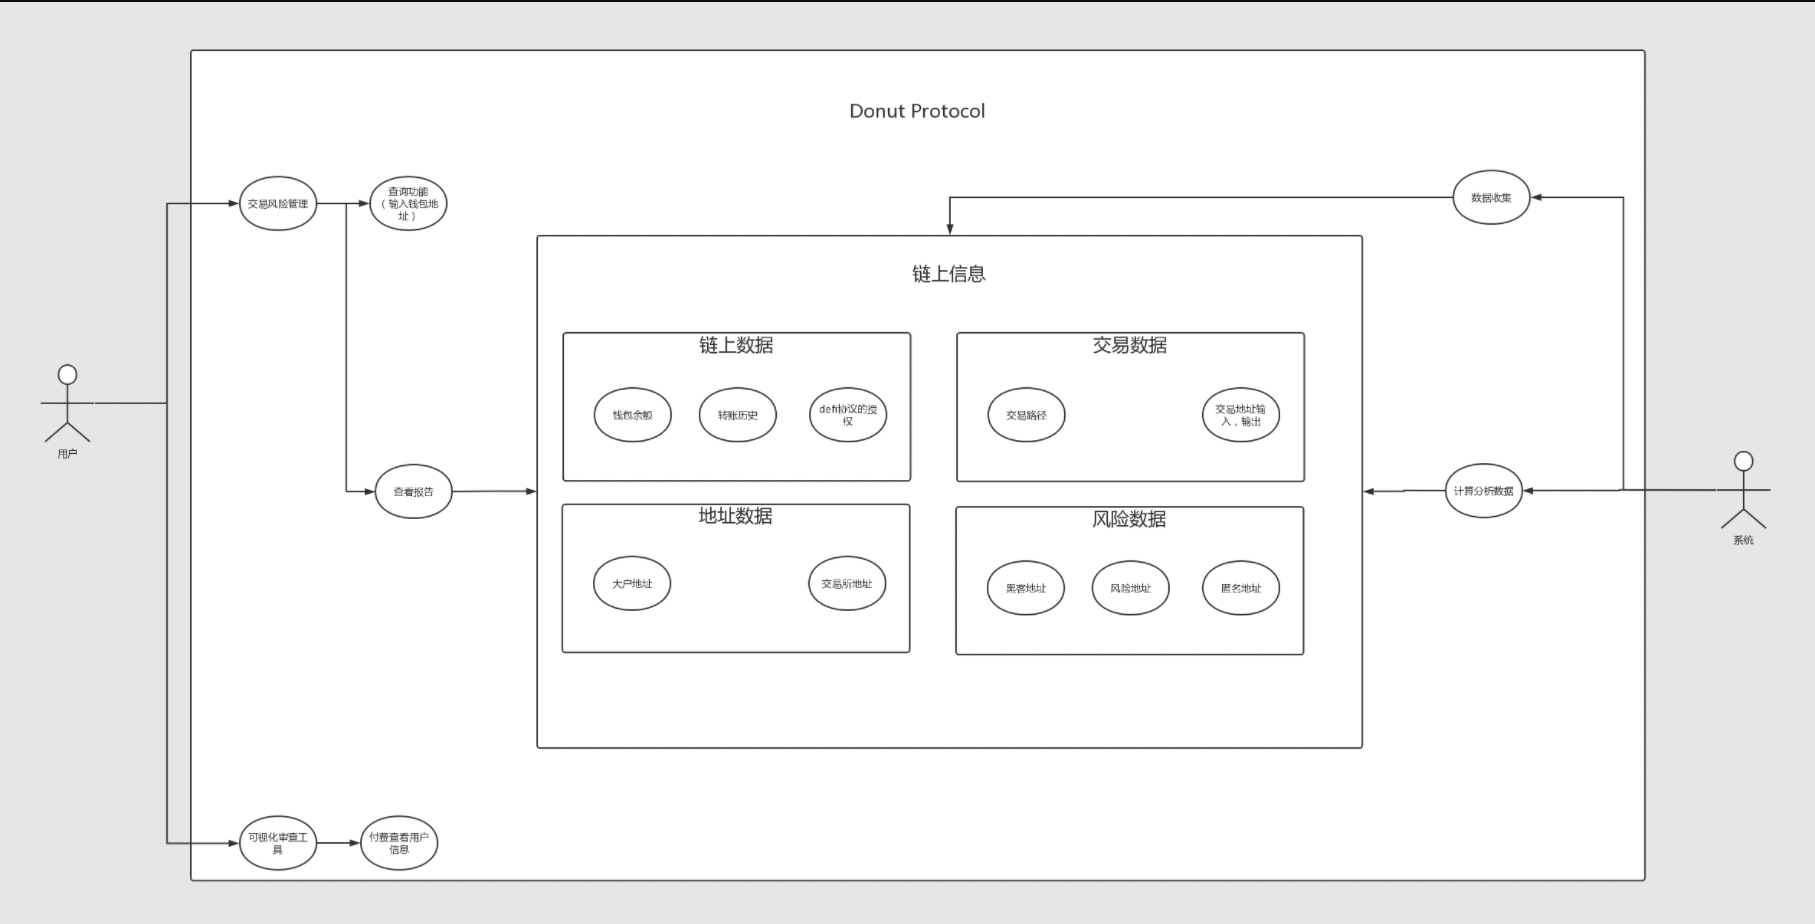 Donut Protocol
交易风险管理
查询功能
（输入钱包地
址）
数据收集
链上信息
链上数据
钱包余额
转账历史
defi协议的授
权
交易数据
交易路径
交易地址输
入，输出
用户
查看报告
计算分析数据
系统
地址数据
大户地址
交易所地址
风险数据
黑客地址
风险地址
匿名地址
可视化审查工
具
付费查看用户
信息